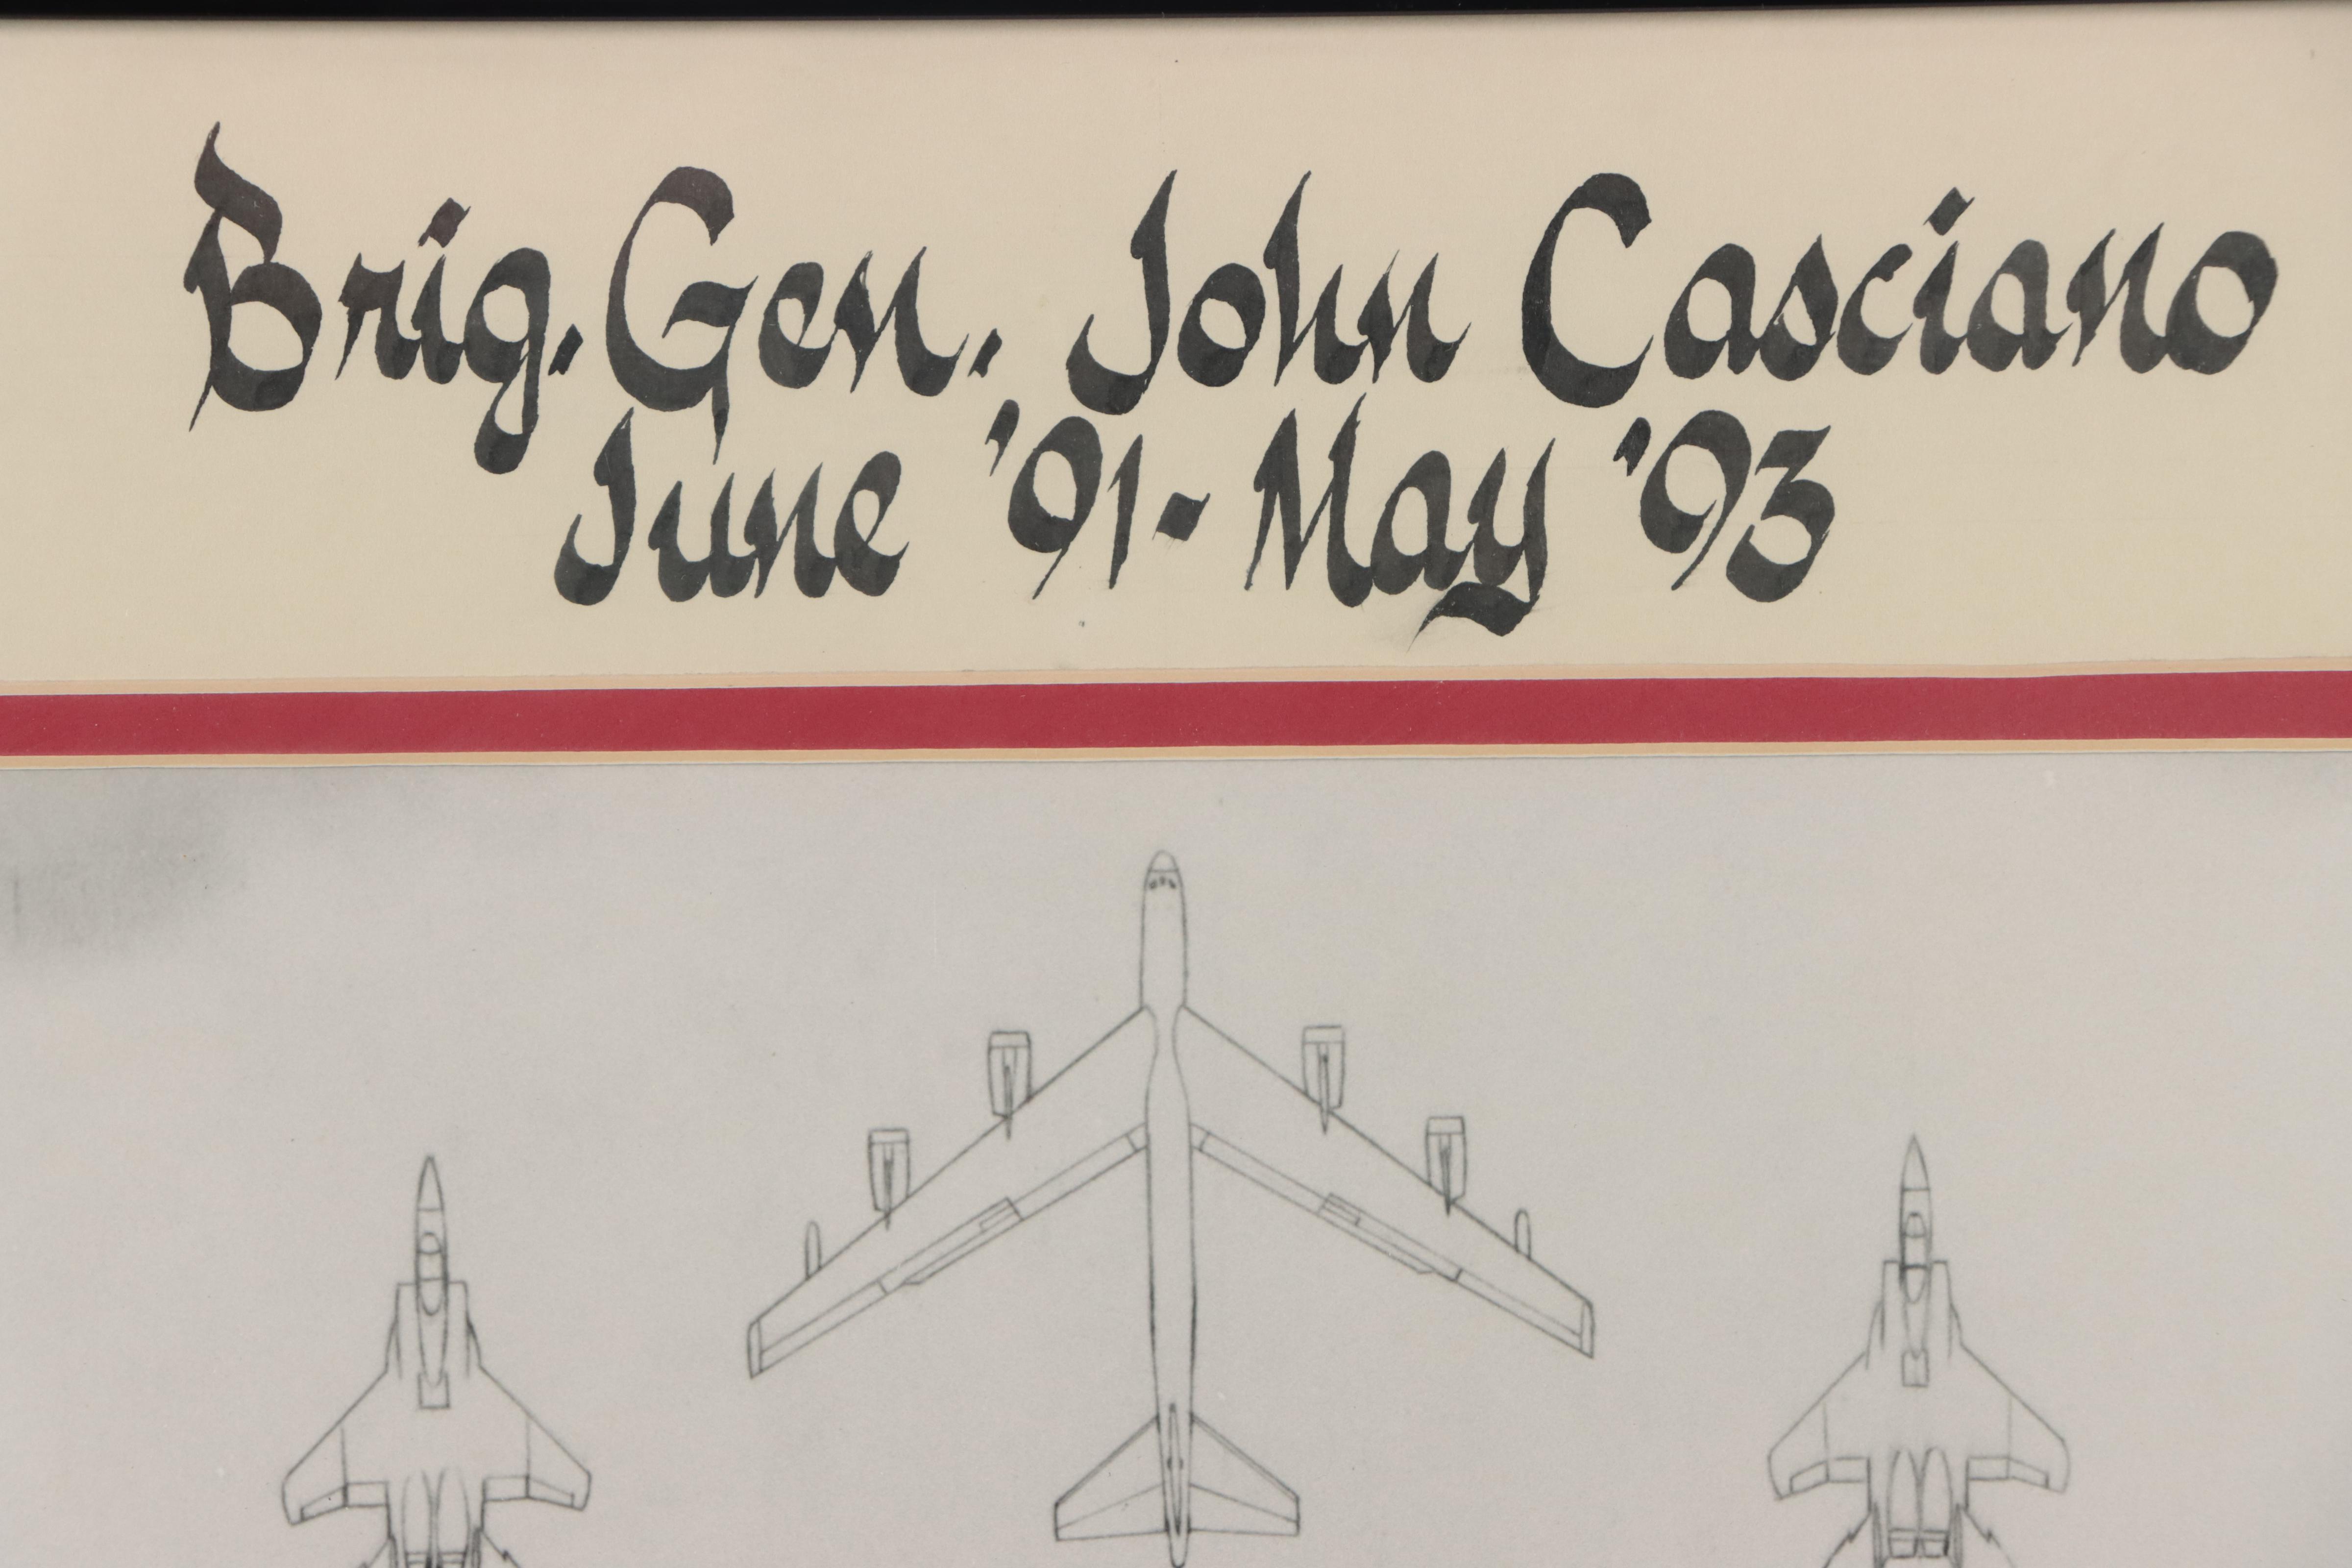 Brig. Gen. John Casciano
June '91 - May '93